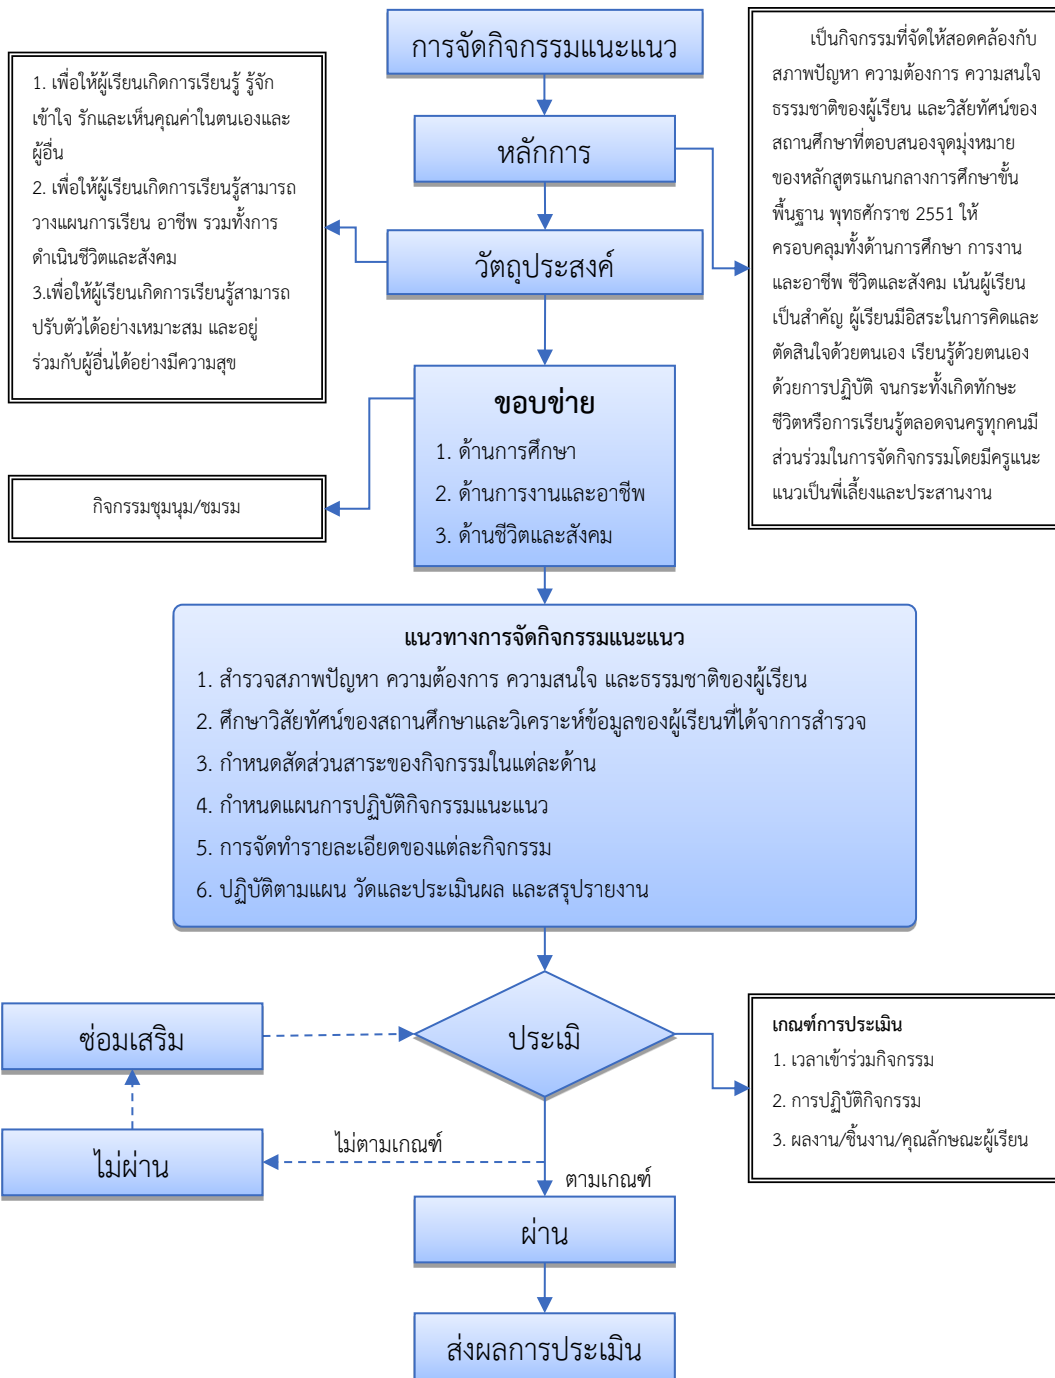 การจัดกิจกรรมแนะแนว
หลักการ
วัตถุประสงค์
1. เพื่อให้ผู้เรียนเกิดการเรียนรู้ รู้จัก
เข้าใจ รักและเห็นคุณค่าในตนเองและ
ผู้อื่น
2. เพื่อให้ผู้เรียนเกิดการเรียนรู้สามารถ
วางแผนการเรียน อาชีพ รวมทั้งการ
ดำเนินชีวิตและสังคม
3.เพื่อให้ผู้เรียนเกิดการเรียนรู้สามารถ
ปรับตัวได้อย่างเหมาะสม และอยู่
ร่วมกับผู้อื่นได้อย่างมีความสุข
เป็นกิจกรรมที่จัดให้สอดคล้องกับ
สภาพปัญหา ความต้องการ ความสนใจ
ธรรมชาติของผู้เรียน และวิสัยทัศน์ของ
สถานศึกษาที่ตอบสนองจุดมุ่งหมาย
ของหลักสูตรแกนกลางการศึกษาขั้น
พื้นฐาน พุทธศักราช 2551 ให้
ครอบคลุมทั้งด้านการศึกษา การงาน
และอาชีพ ชีวิตและสังคม เน้นผู้เรียน
เป็นสำคัญ ผู้เรียนมีอิสระในการคิดและ
ตัดสินใจด้วยตนเอง เรียนรู้ด้วยตนเอง
ด้วยการปฏิบัติ จนกระทั้งเกิดทักษะ
ชีวิตหรือการเรียนรู้ตลอดจนครูทุกคนมี
ส่วนร่วมในการจัดกิจกรรมโดยมีครูแนะ
แนวเป็นพี่เลี้ยงและประสานงาน
ขอบข่าย
1. ด้านการศึกษา
2. ด้านการงานและอาชีพ
3. ด้านชีวิตและสังคม
กิจกรรมชุมนุม/ชมรม
แนวทางการจัดกิจกรรมแนะแนว
1. สำรวจสภาพปัญหา ความต้องการ ความสนใจ และธรรมชาติของผู้เรียน
2. ศึกษาวิสัยทัศน์ของสถานศึกษาและวิเคราะห์ข้อมูลของผู้เรียนที่ได้จาการสำรวจ
3. กำหนดสัดส่วนสาระของกิจกรรมในแต่ละด้าน
4. กำหนดแผนการปฏิบัติกิจกรรมแนะแนว
5. การจัดทำรายละเอียดของแต่ละกิจกรรม
6. ปฏิบัติตามแผน วัดและประเมินผล และสรุปรายงาน
ประเมิ
ซ่อมเสริม
ไม่ผ่าน
ไม่ตามเกณฑ์
ตามเกณฑ์
เกณฑ์การประเมิน
1. เวลาเข้าร่วมกิจกรรม
2. การปฏิบัติกิจกรรม
3. ผลงาน/ชิ้นงาน/คุณลักษณะผู้เรียน
ผ่าน
ส่งผลการประเมิน